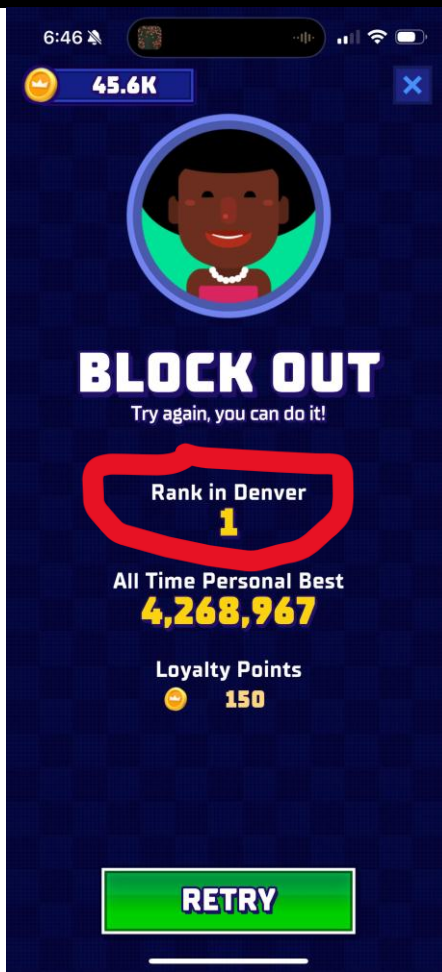 6:46
45.6K
BLOCK OUT
Try again, you can do it!
Rank in Denver
1
All Time Personal Best
4,268,967
Loyalty Points
150
RETRY